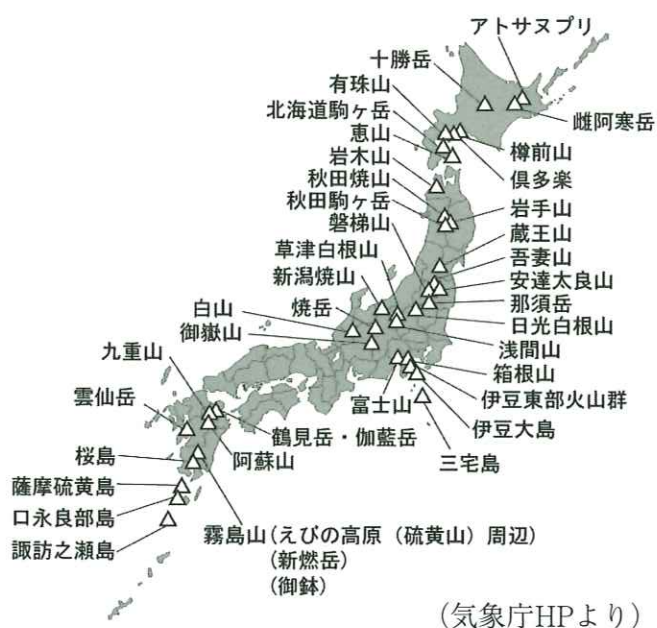 アトサヌプリ
十勝岳
有珠山
北海道駒ヶ岳
雌阿寒岳
恵山
樽前山
岩木山
倶多楽
秋田焼山
秋田駒ヶ岳
岩手山
磐梯山
蔵王山
草津白根山
吾妻山
新潟焼山
安達太良山
白山
焼岳
那須岳
御嶽山
日光白根山
九重山
浅間山
雲仙岳
箱根山
富士山
伊豆東部火山群
鶴見岳・伽藍岳
伊豆大島
桜島
阿蘇山
三宅島
薩摩硫黄島
口永良部島
諏訪之瀬島
霧島山(えびの高原（硫黄山）周辺)
(新燃岳)
(御鉢)
(気象庁HPより)